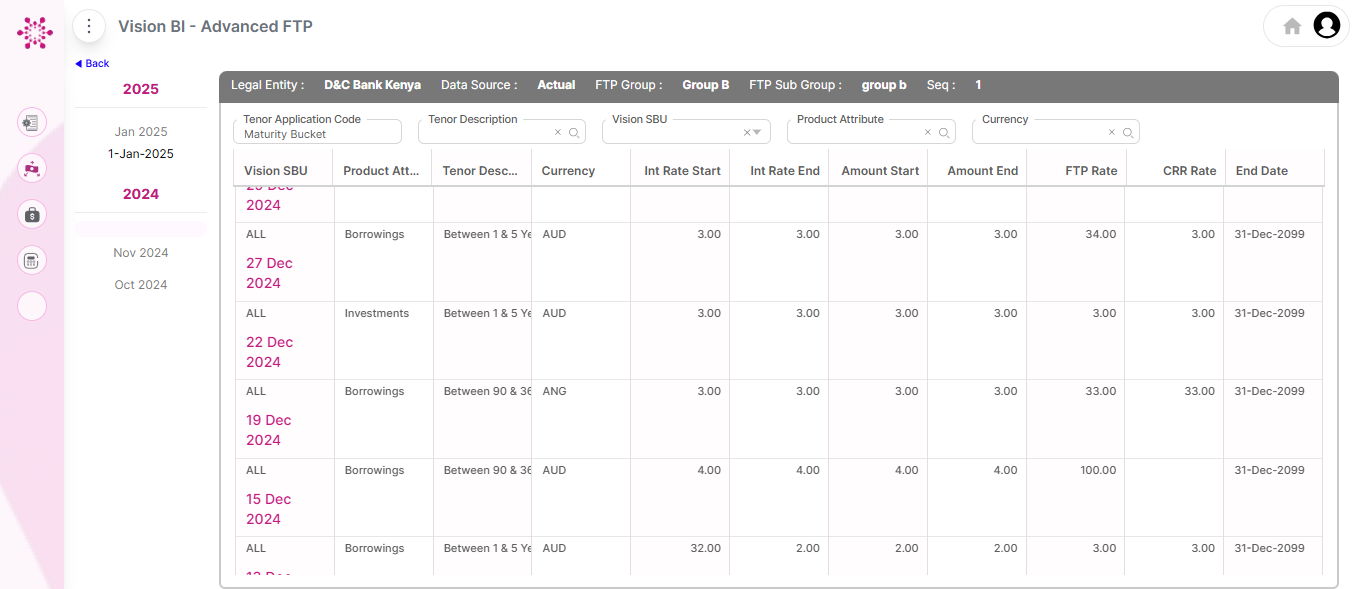 Vision BI - Advanced FTP
Back
2025
Jan 2025
1-Jan-2025
2024
Nov 2024
Oct 2024
Legal Entity : D&C Bank Kenya Data Source : Actual FTP Group : Group B FTP Sub Group : group b Seq : 1
Tenor Application Code Tenor Description Vision SBU Product Attribute Currency
Maturity Bucket
Vision SBU Product Att... Tenor Desc... Currency Int Rate Start Int Rate End Amount Start Amount End FTP Rate CRR Rate End Date
2024
ALL Borrowings Between 1 & 5 Ye AUD 3.00 3.00 3.00 3.00 34.00 3.00 31-Dec-2099
27 Dec
2024
ALL Investments Between 1 & 5 Ye AUD 3.00 3.00 3.00 3.00 3.00 3.00 31-Dec-2099
22 Dec
2024
ALL Borrowings Between 90 & 36 ANG 3.00 3.00 3.00 3.00 33.00 33.00 31-Dec-2099
19 Dec
2024
ALL Borrowings Between 90 & 36 AUD 4.00 4.00 4.00 4.00 100.00 31-Dec-2099
15 Dec
2024
ALL Borrowings Between 1 & 5 Ye AUD 32.00 2.00 2.00 2.00 3.00 3.00 31-Dec-2099